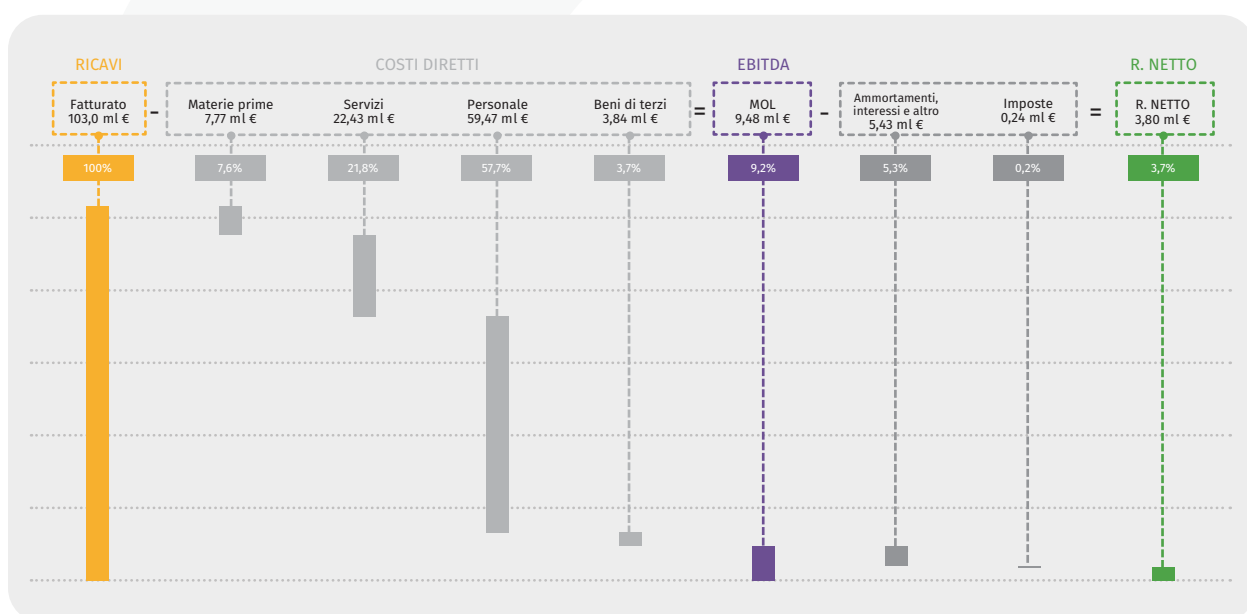 RICAVI
COSTI DIRETTI
EBITDA
R. NETTO
Fatturato
103,0 ml €
-
Materie prime
7,77 ml €
Servizi
22,43 ml €
Personale
59,47 ml €
Beni di terzi
3,84 ml €
=
MOL
9,48 ml €
-
Ammortamenti,
interessi e altro
5,43 ml €
Imposte
0,24 ml €
=
R. NETTO
3,80 ml €
100%
7,6%
21,8%
57,7%
3,7%
9,2%
5,3%
0,2%
3,7%